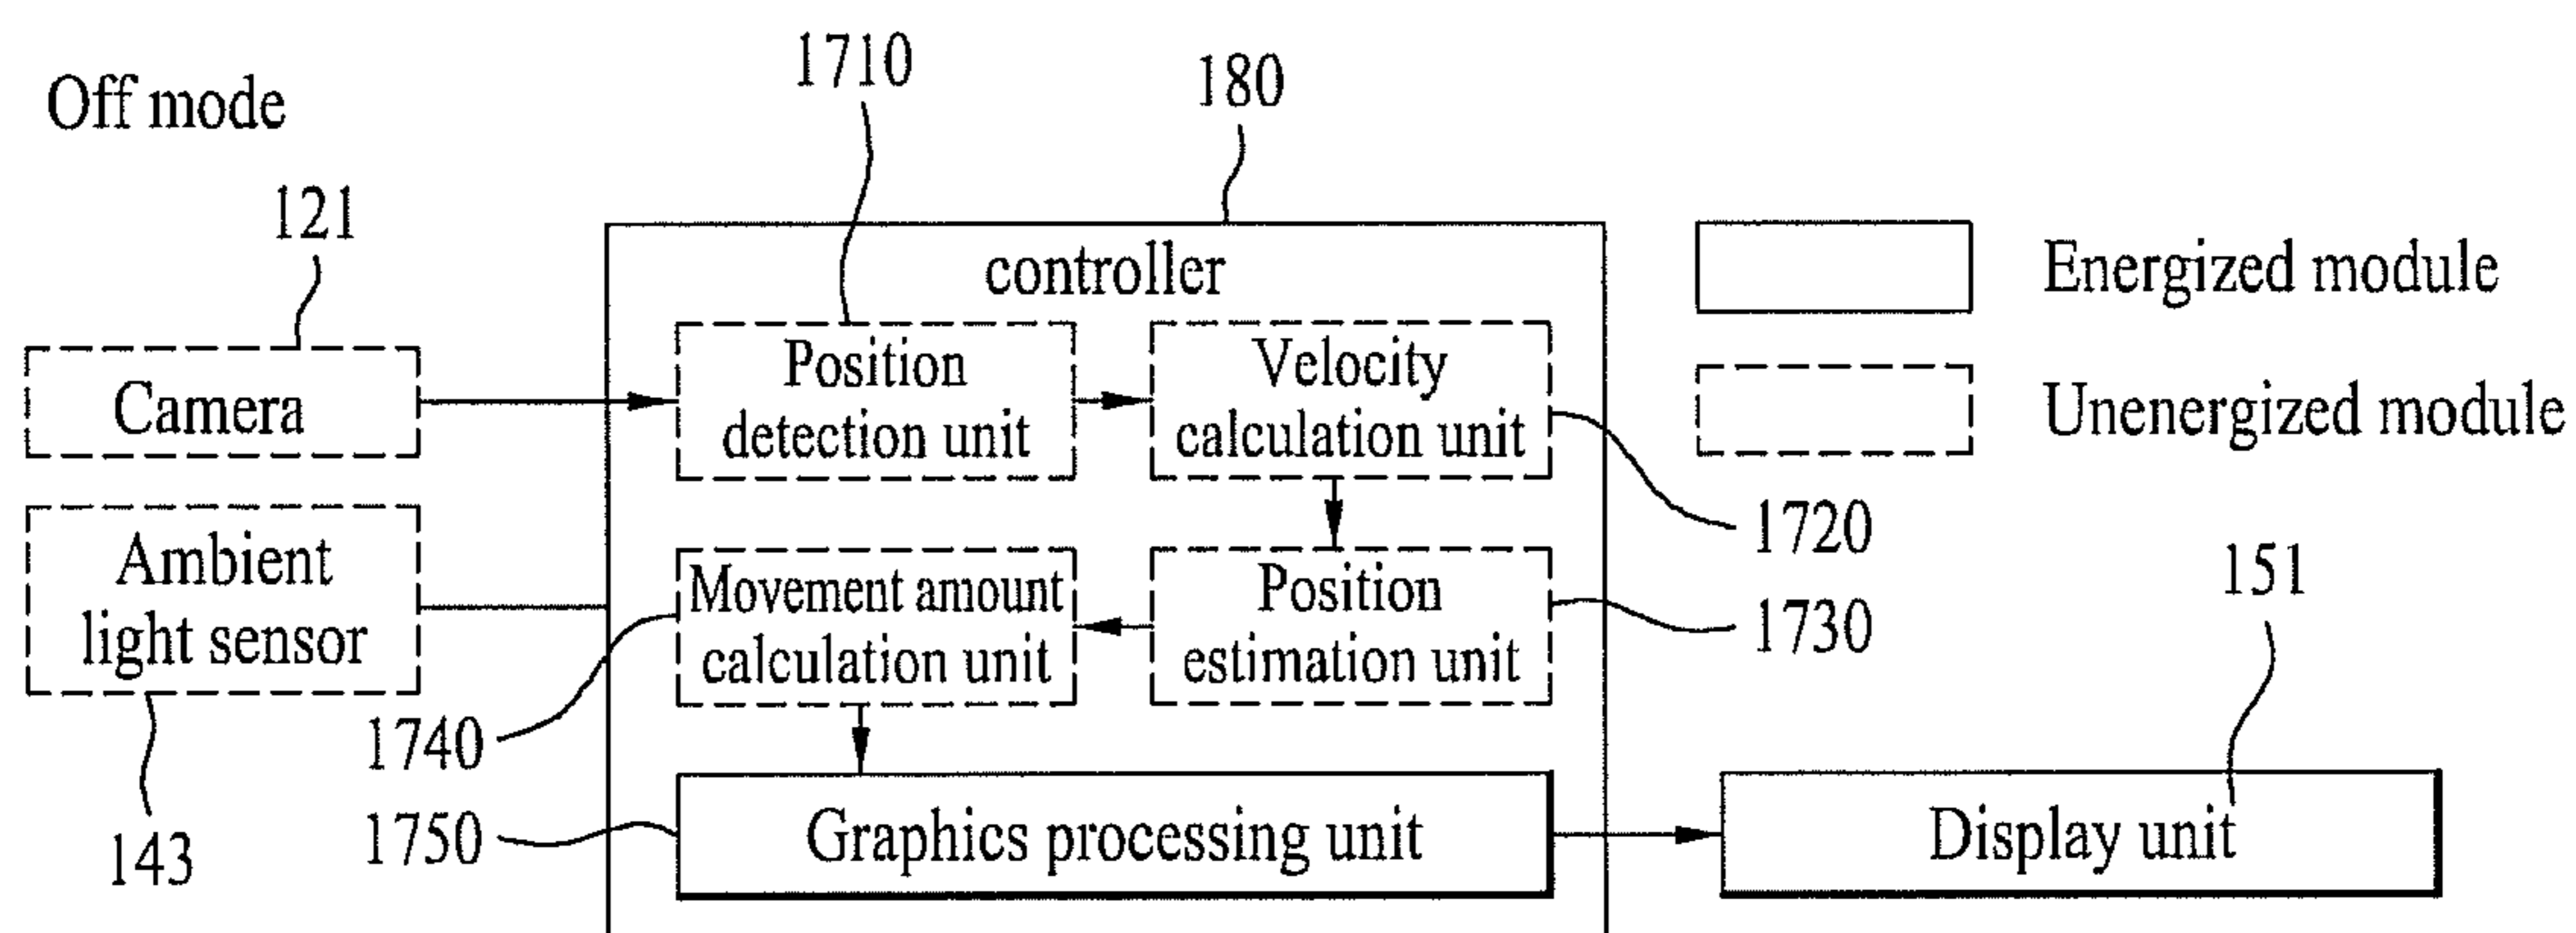 Off mode
1710
180
121
controller
Energized module
Camera
Position
detection unit
Velocity
calculation unit
Unenergized module
Ambient
light sensor
1720
Movement amount
calculation unit
Position
estimation unit
1730
151
1740
143
1750
Graphics processing unit
Display unit